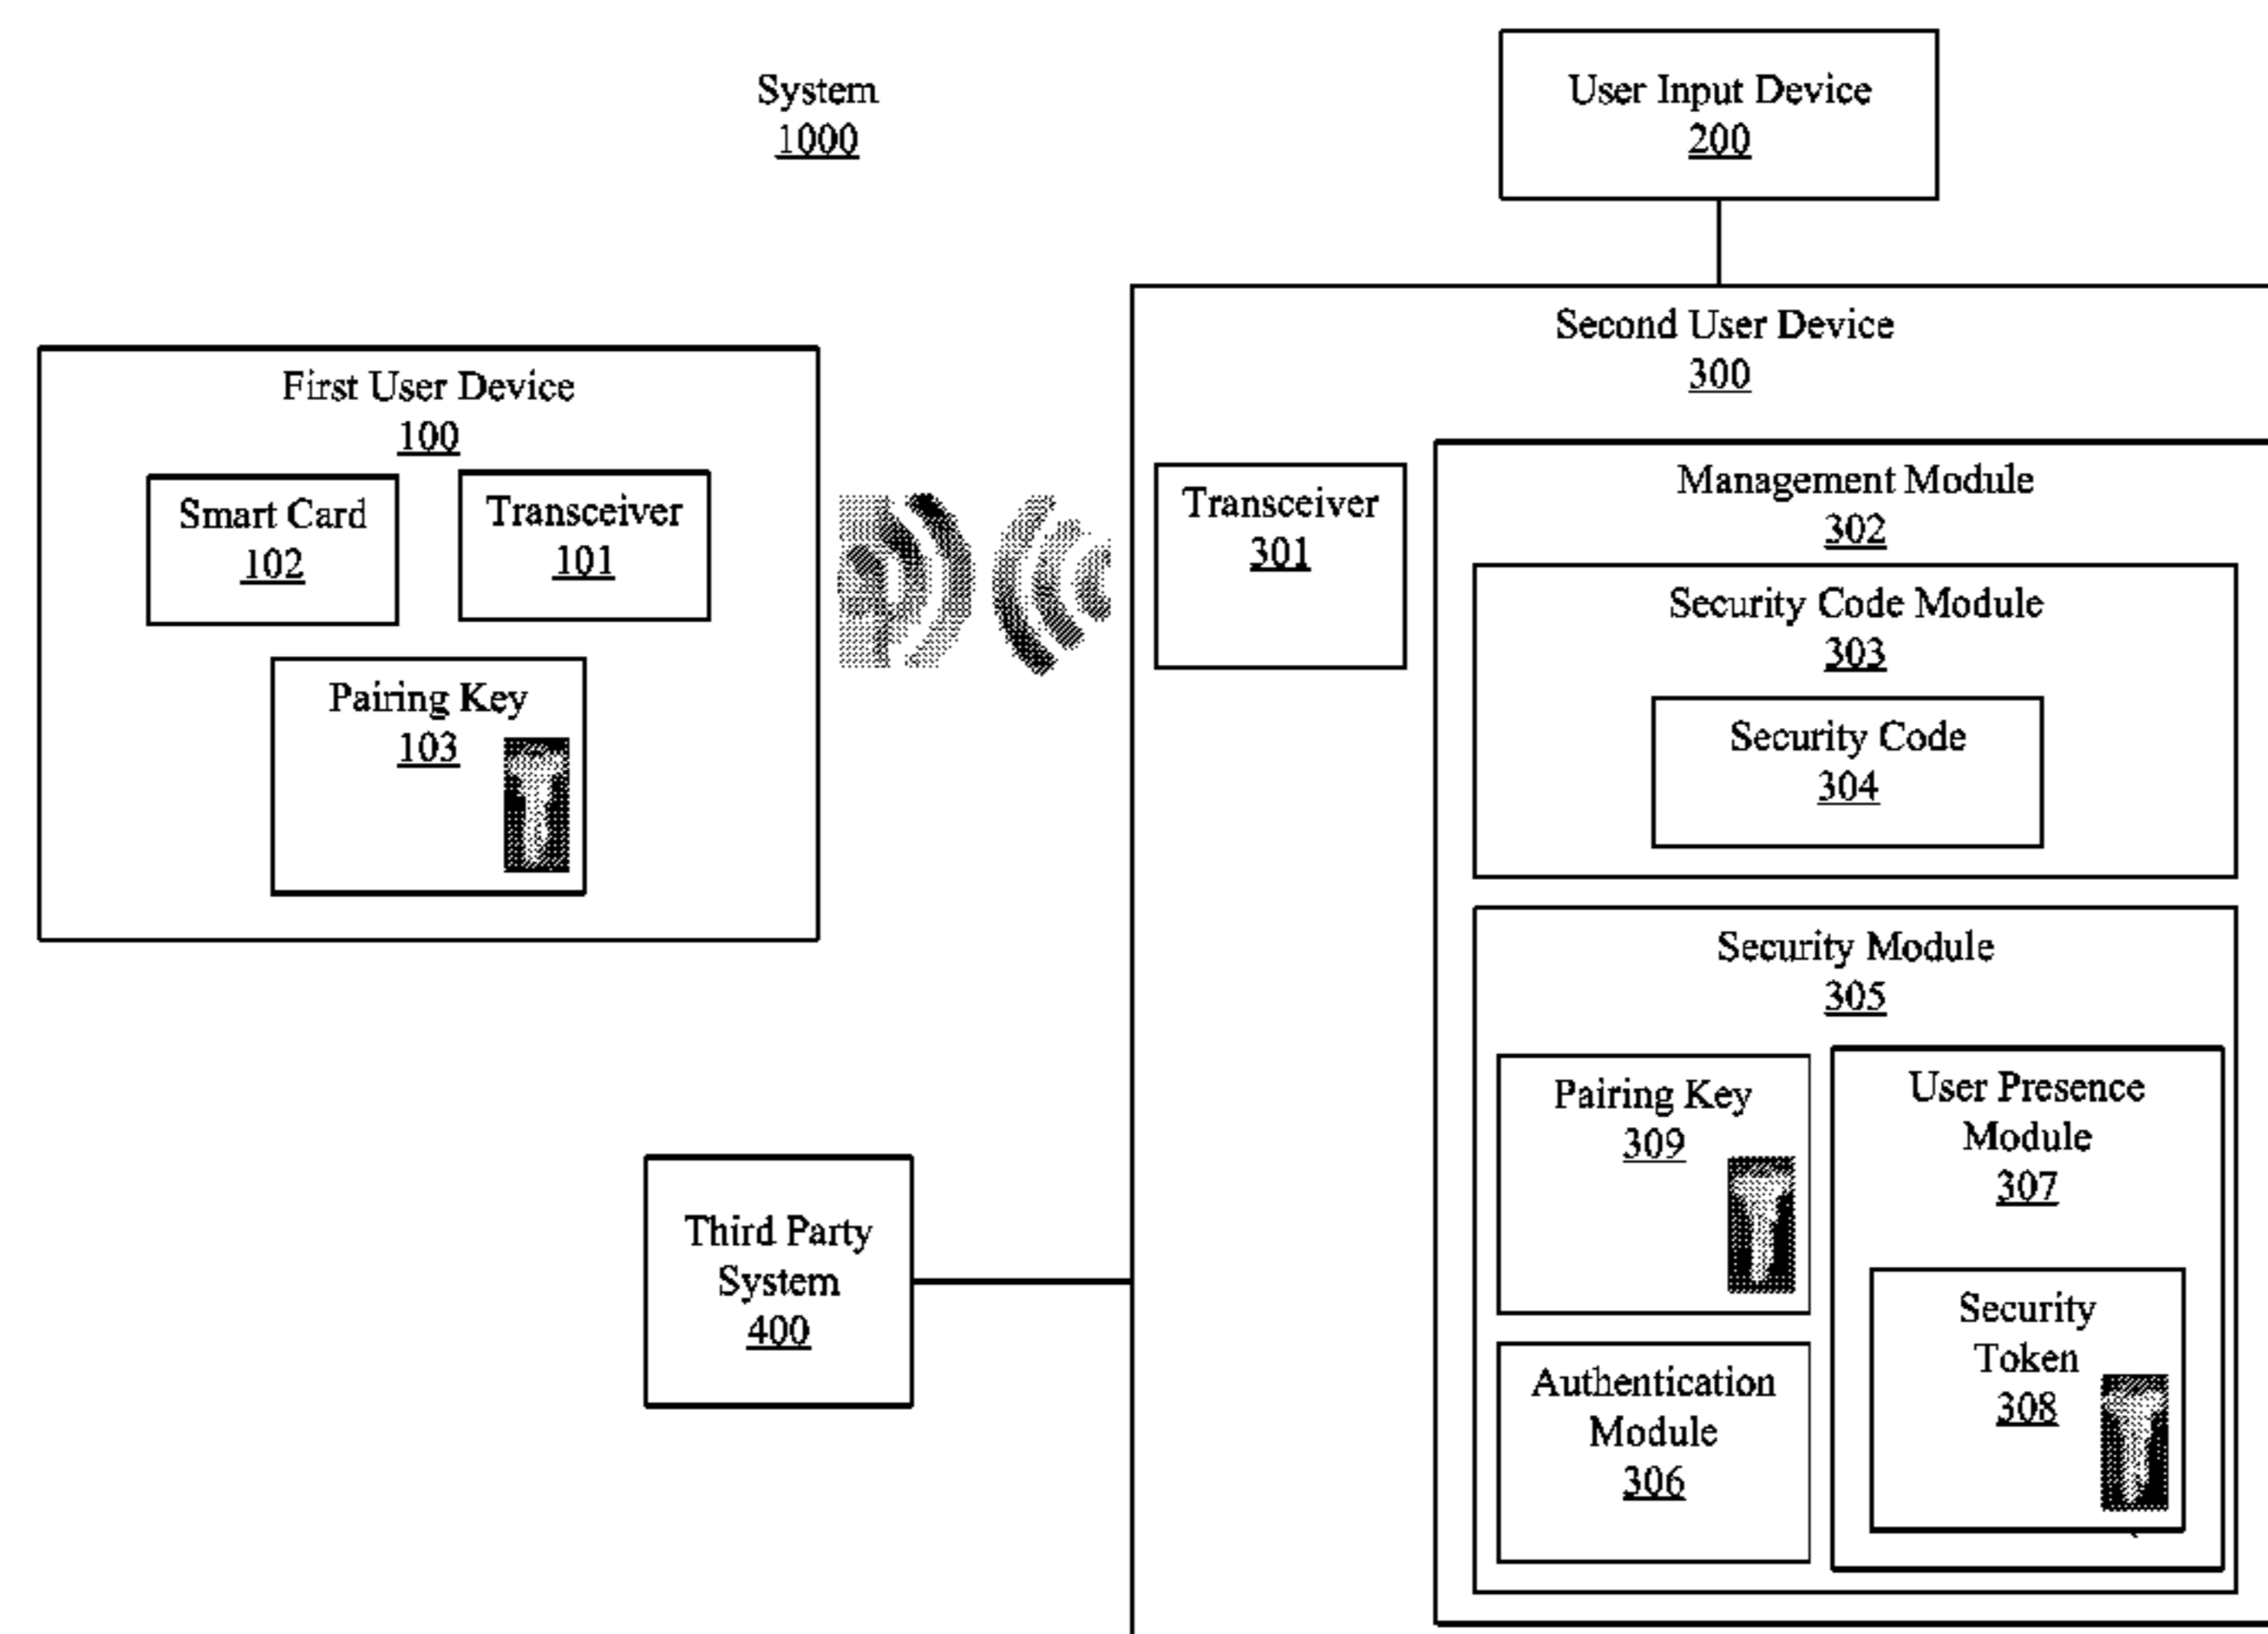 System
1000
User Input Device
200
Second User Device
300
First User Device
100
Smart Card
102
Transceiver
101
Pairing Key
103
Transceiver
301
Management Module
302
Security Code Module
303
Security Code
304
Security Module
305
Pairing Key
309
User Presence
Module
307
Security
Token
308
Authentication
Module
306
Third Party
System
400